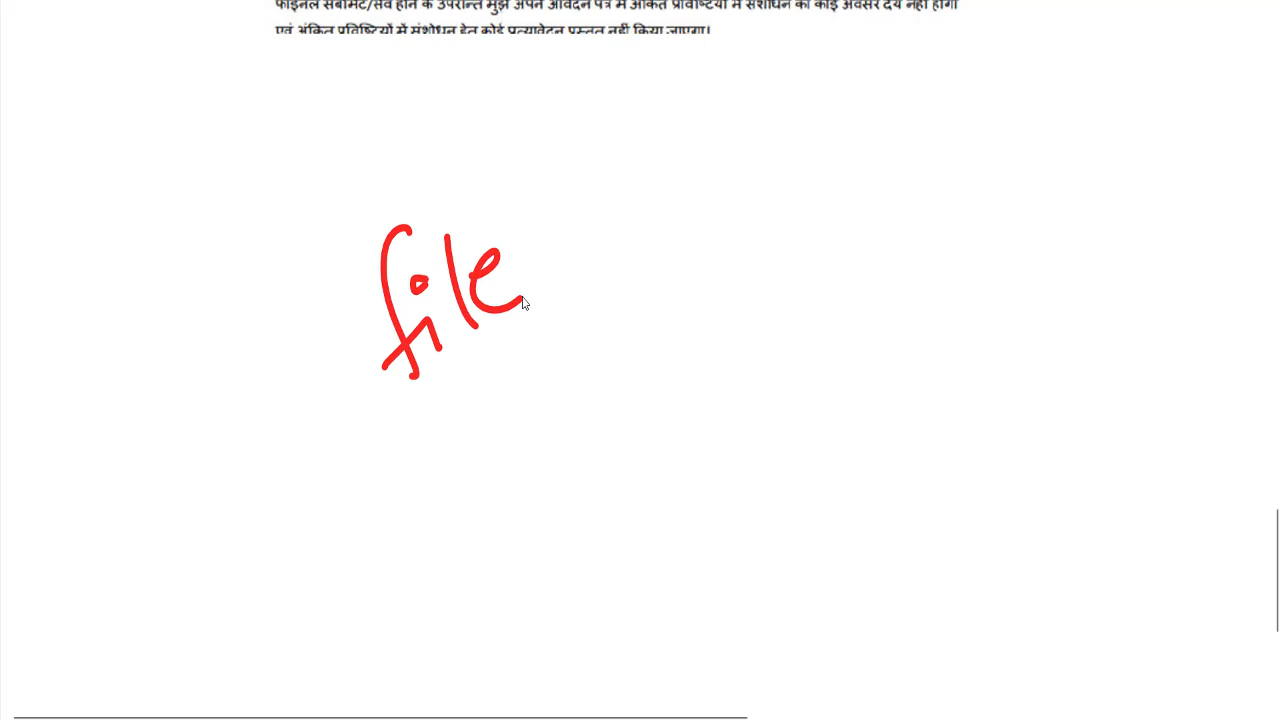 फाइनल सबमिट/सेव होने के उपरान्त मुझे अपने आवेदन पत्र में अंकित प्रविष्टियों में संशोधन का कोई अवसर देय नहीं होगा
एवं अंकित प्रविष्टियों में संशोधन हेतु कोई प्रत्यावेदन प्रस्तुत नहीं किया जाएगा।
file